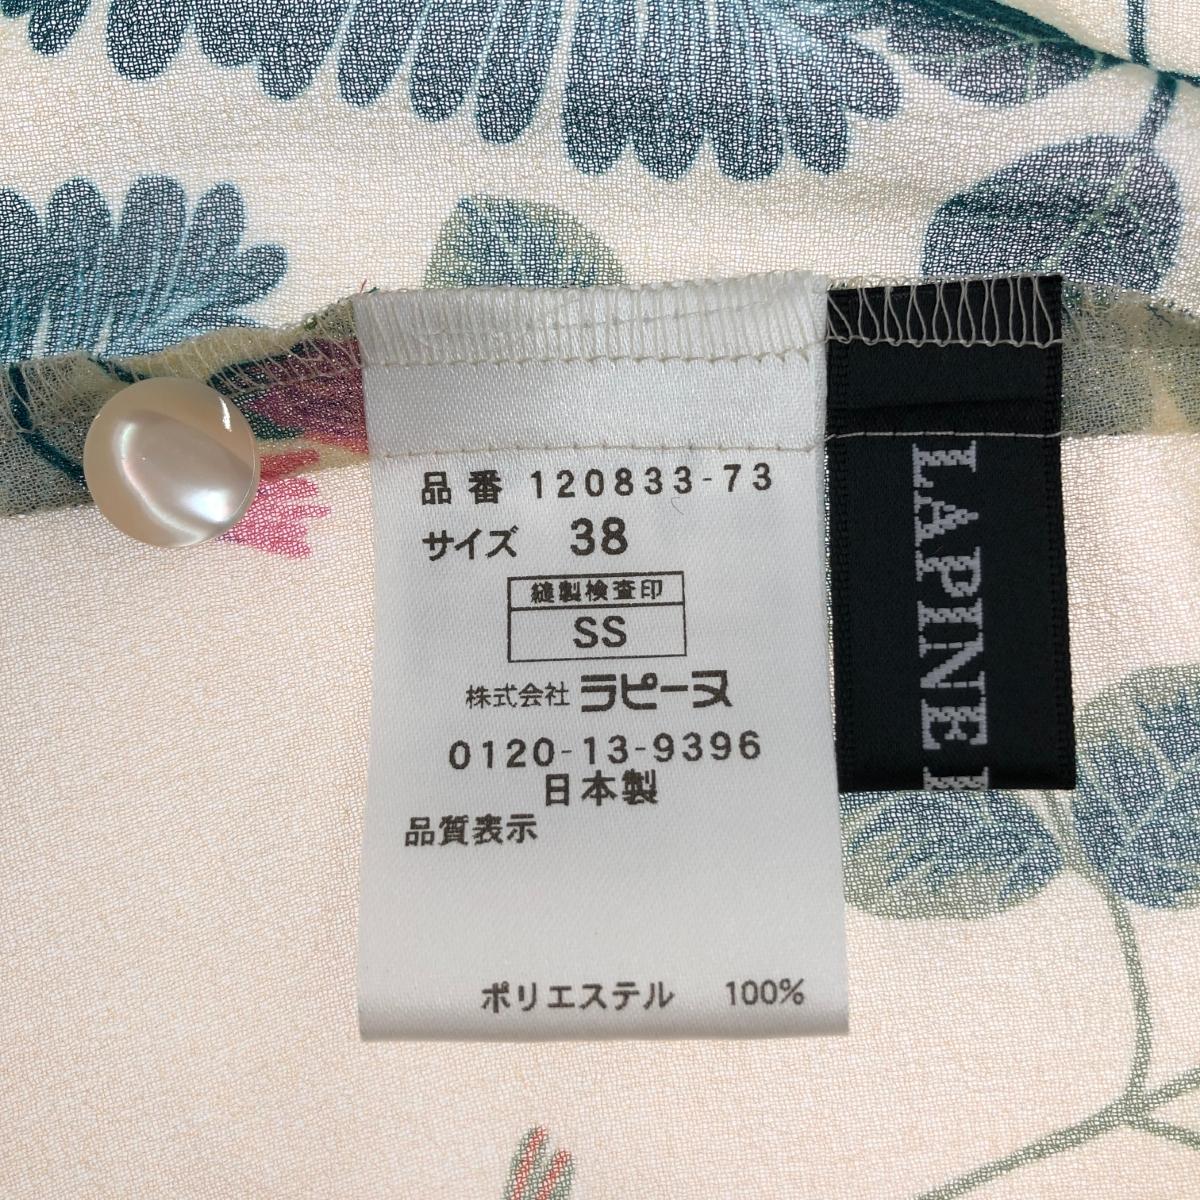 品番 120833-73
サイズ 38
縫製検査印
SS
株式会社 ラピーヌ
0120-13-9396
日本製
品質表示
ポリエステル 100%
LAPINE